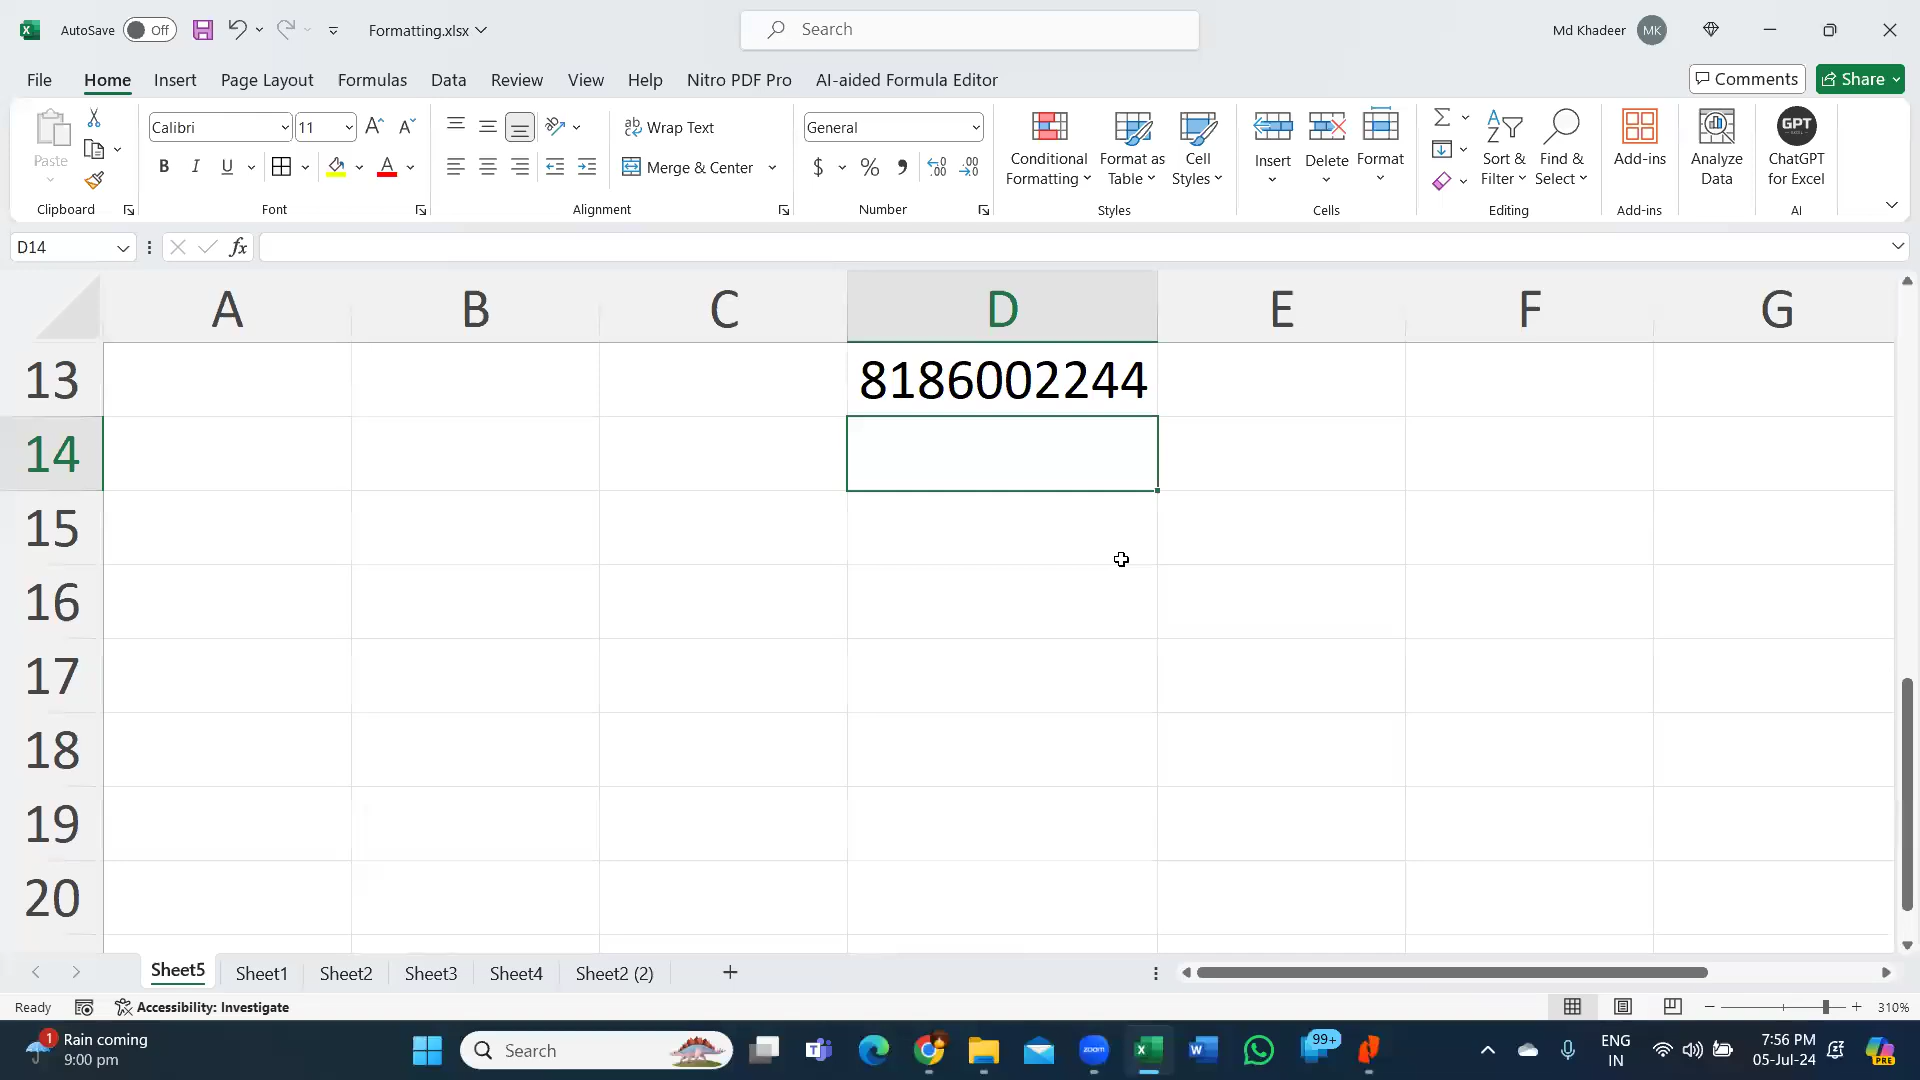 AutoSave Off Formatting.xlsx Search Md Khadeer MK
File Home Insert Page Layout Formulas Data Review View Help Nitro PDF Pro AI-aided Formula Editor Comments Share
Paste Calibri 11 Wrap Text General
B I U A Merge & Center $ %
Conditional Formatting Format as Table Cell Styles Insert Delete Format Sort & Filter Find & Select Add-ins Analyze Data GPT ChatGPT for Excel
Clipboard Font Alignment Number Styles Cells Editing Add-ins AI
D14 fx
A B C D E F G
13 8186002244
14
15
16
17
18
19
20
Sheet5 Sheet1 Sheet2 Sheet3 Sheet4 Sheet2 (2)
Ready Accessibility: Investigate 310%
1 Rain coming Search 99+ ENG 7:56 PM
9:00 pm zoom IN 05-Jul-24 PRE